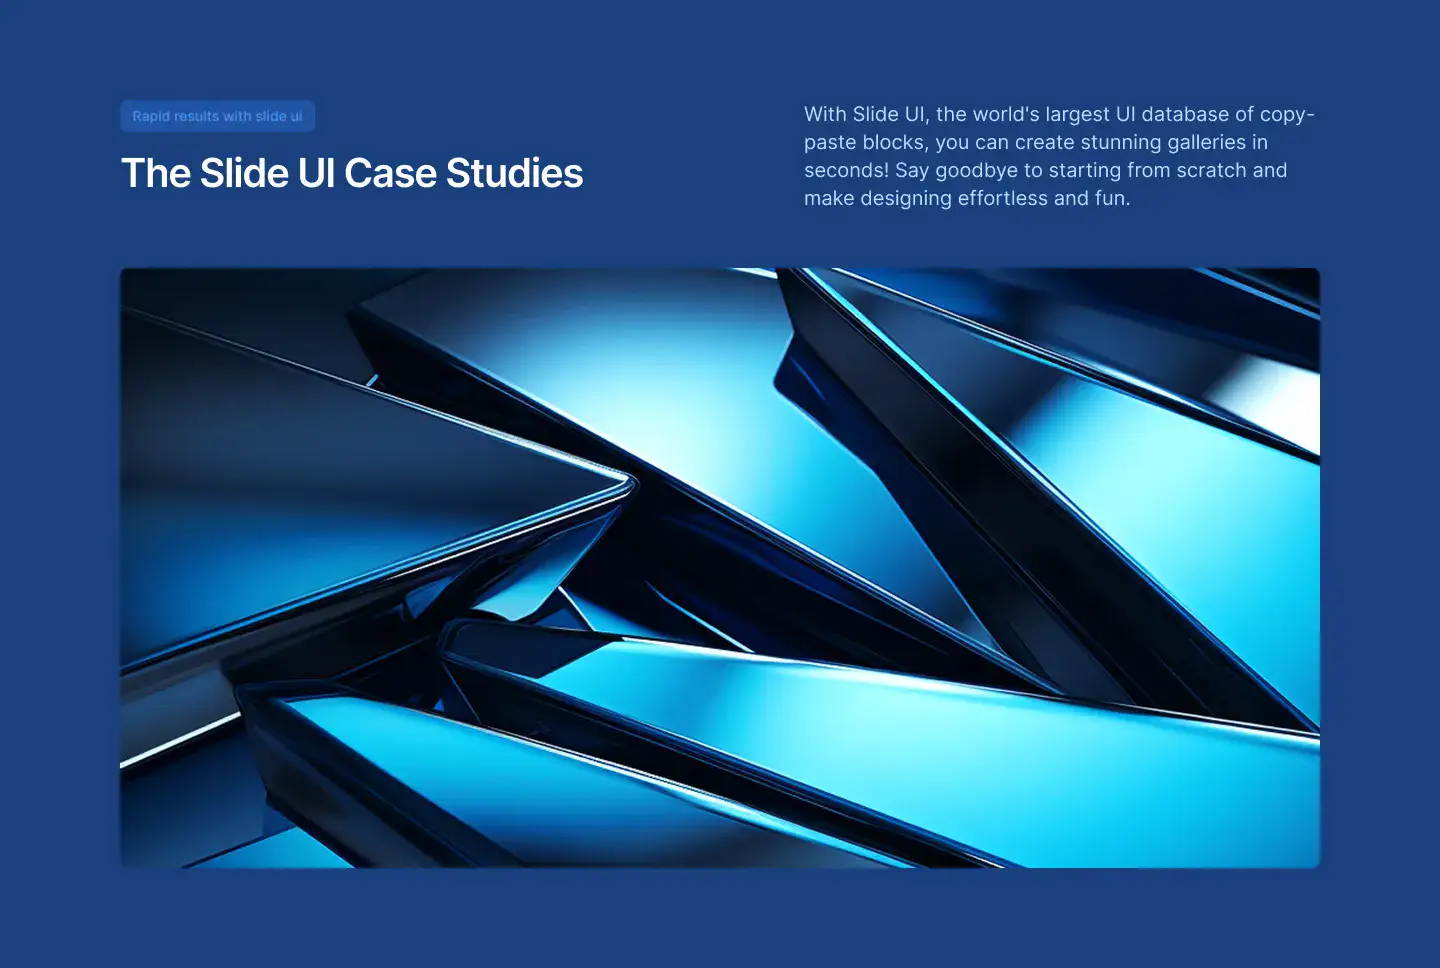 Rapid results with slide ui
The Slide UI Case Studies
With Slide UI, the world's largest UI database of copy-
paste blocks, you can create stunning galleries in
seconds! Say goodbye to starting from scratch and
make designing effortless and fun.